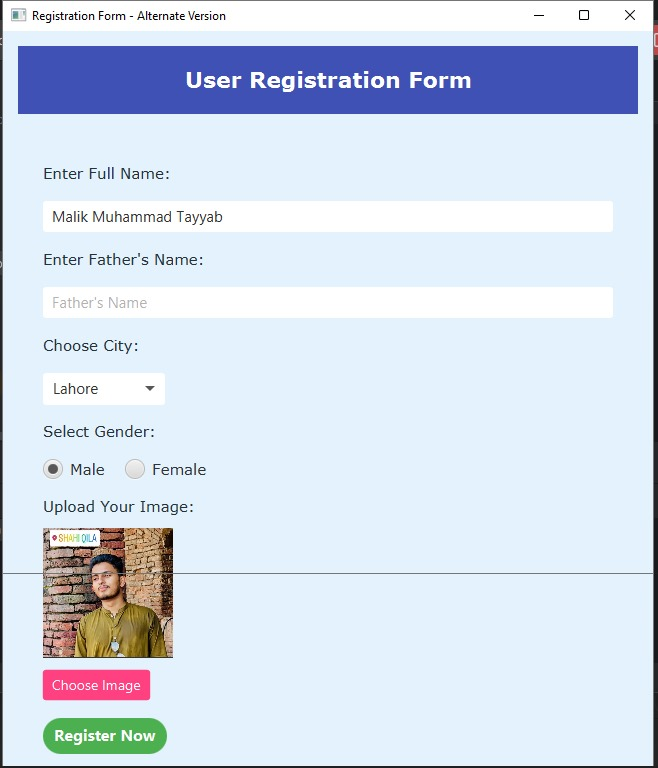 Registration Form - Alternate Version
User Registration Form
Enter Full Name:
Malik Muhammad Tayyab
Enter Father's Name:
Father's Name
Choose City:
Lahore
Select Gender:
Male Female
Upload Your Image:
SHAHI QILA
Choose Image
Register Now